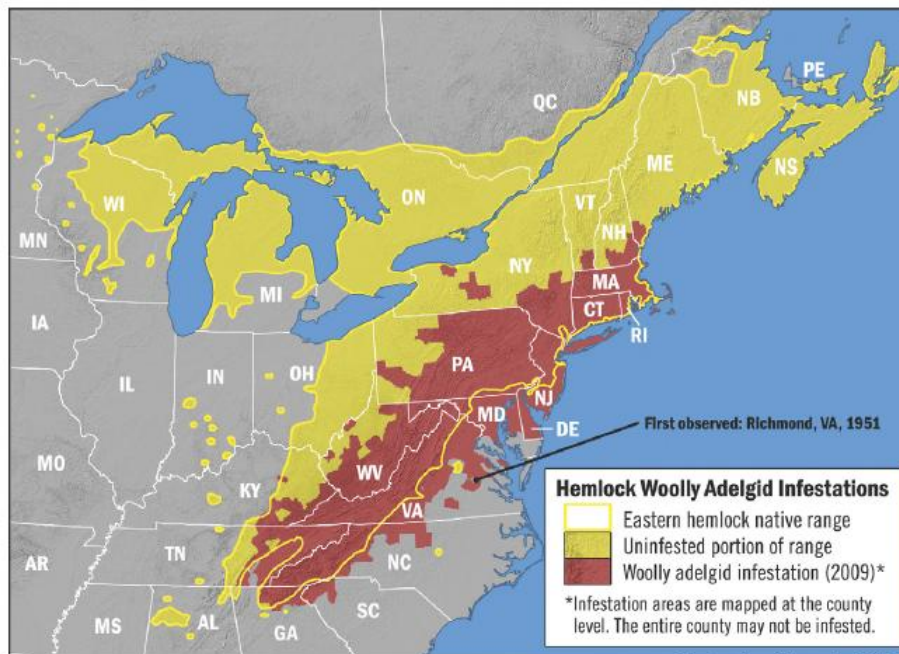 QC
PE
NB
ME
NS
ON
VT
NH
WI
MN
NY
MA
MI
CT
RI
IA
PA
OH
IL
IN
NJ
MD
DE
First observed: Richmond, VA, 1951
WV
MO
KY
VA
Hemlock Woolly Adelgid Infestations
Eastern hemlock native range
Uninfested portion of range
Woolly adelgid infestation (2009)*
*Infestation areas are mapped at the county
level. The entire county may not be infested.
TN
NC
AR
SC
MS
AL
GA